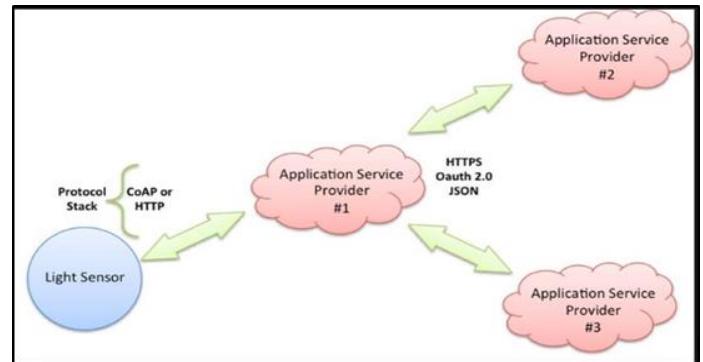 Application Service
Provider
#2
Application Service
Provider
#1
HTTPS
Oauth 2.0
JSON
Protocol
Stack
CoAP or
HTTP
Light Sensor
Application Service
Provider
#3